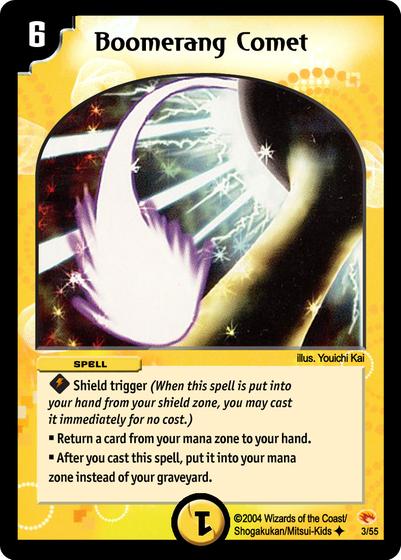 6
Boomerang Comet
illus. Youichi Kai
SPELL
Shield trigger (When this spell is put into
your hand from your shield zone, you may cast
it immediately for no cost.)
▪ Return a card from your mana zone to your hand.
▪ After you cast this spell, put it into your mana
zone instead of your graveyard.
1
©2004 Wizards of the Coast/
Shogakukan/Mitsui-Kids ✦ 3/55